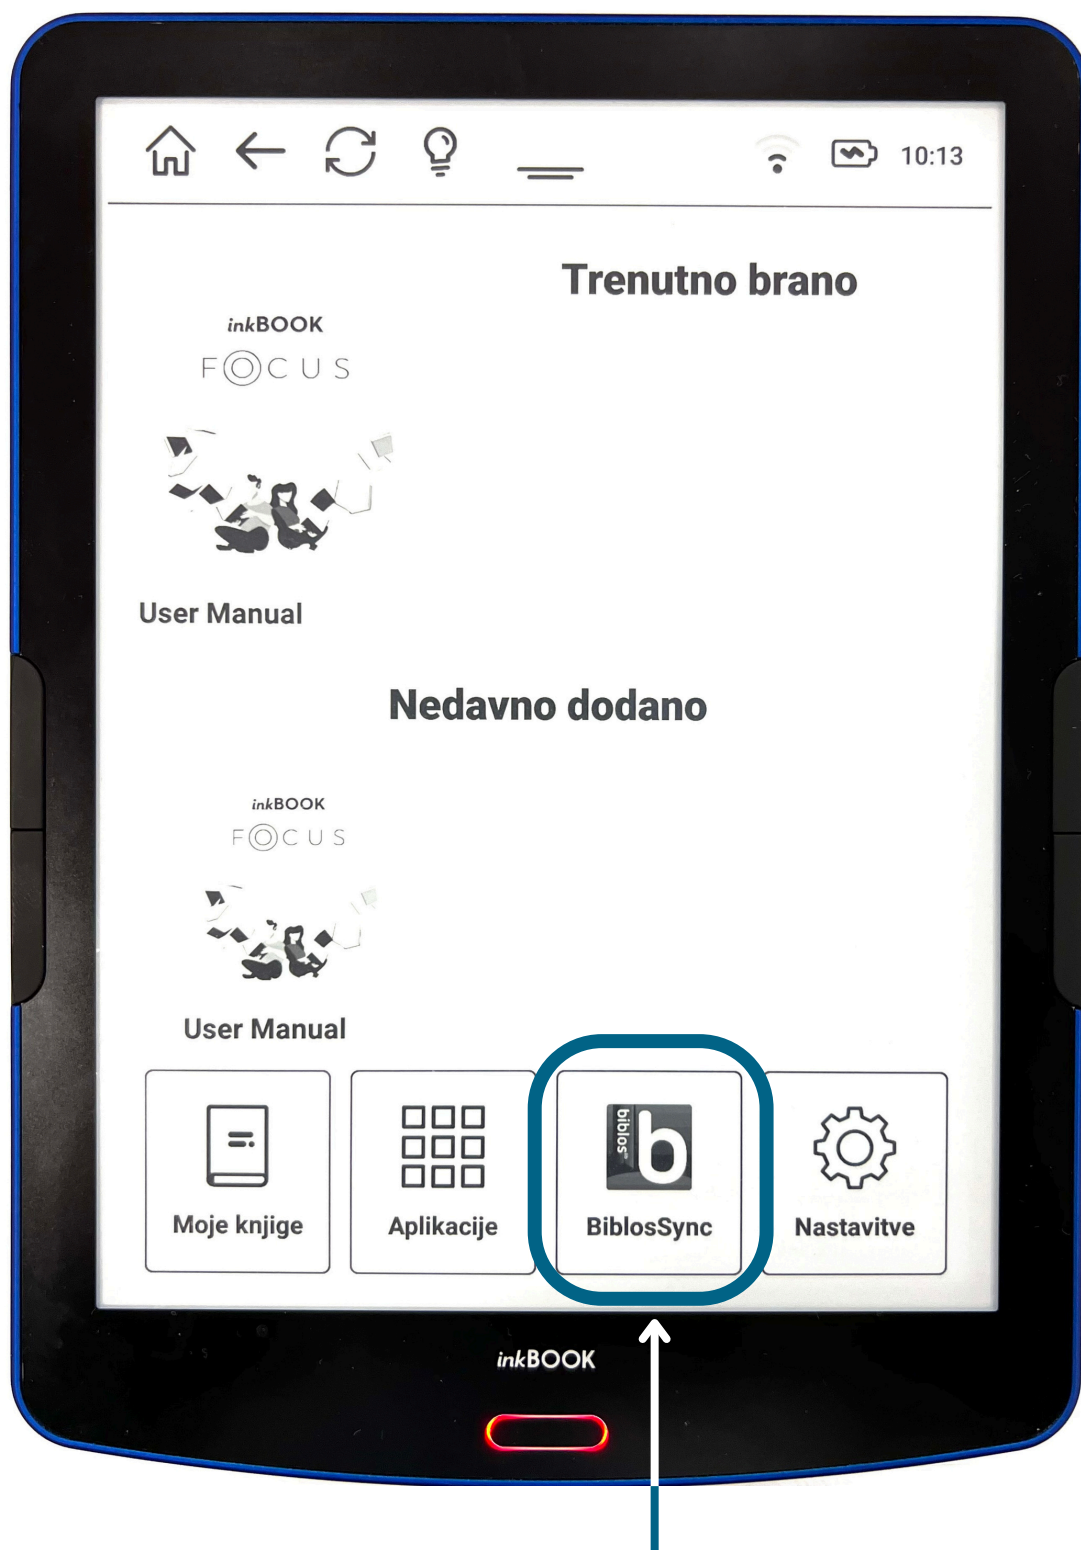 10:13
Trenutno brano
inkBOOK
FOCUS
User Manual
Nedavno dodano
inkBOOK
FOCUS
User Manual
biblos
b
Moje knjige
Aplikacije
BiblosSync
Nastavitve
inkBOOK